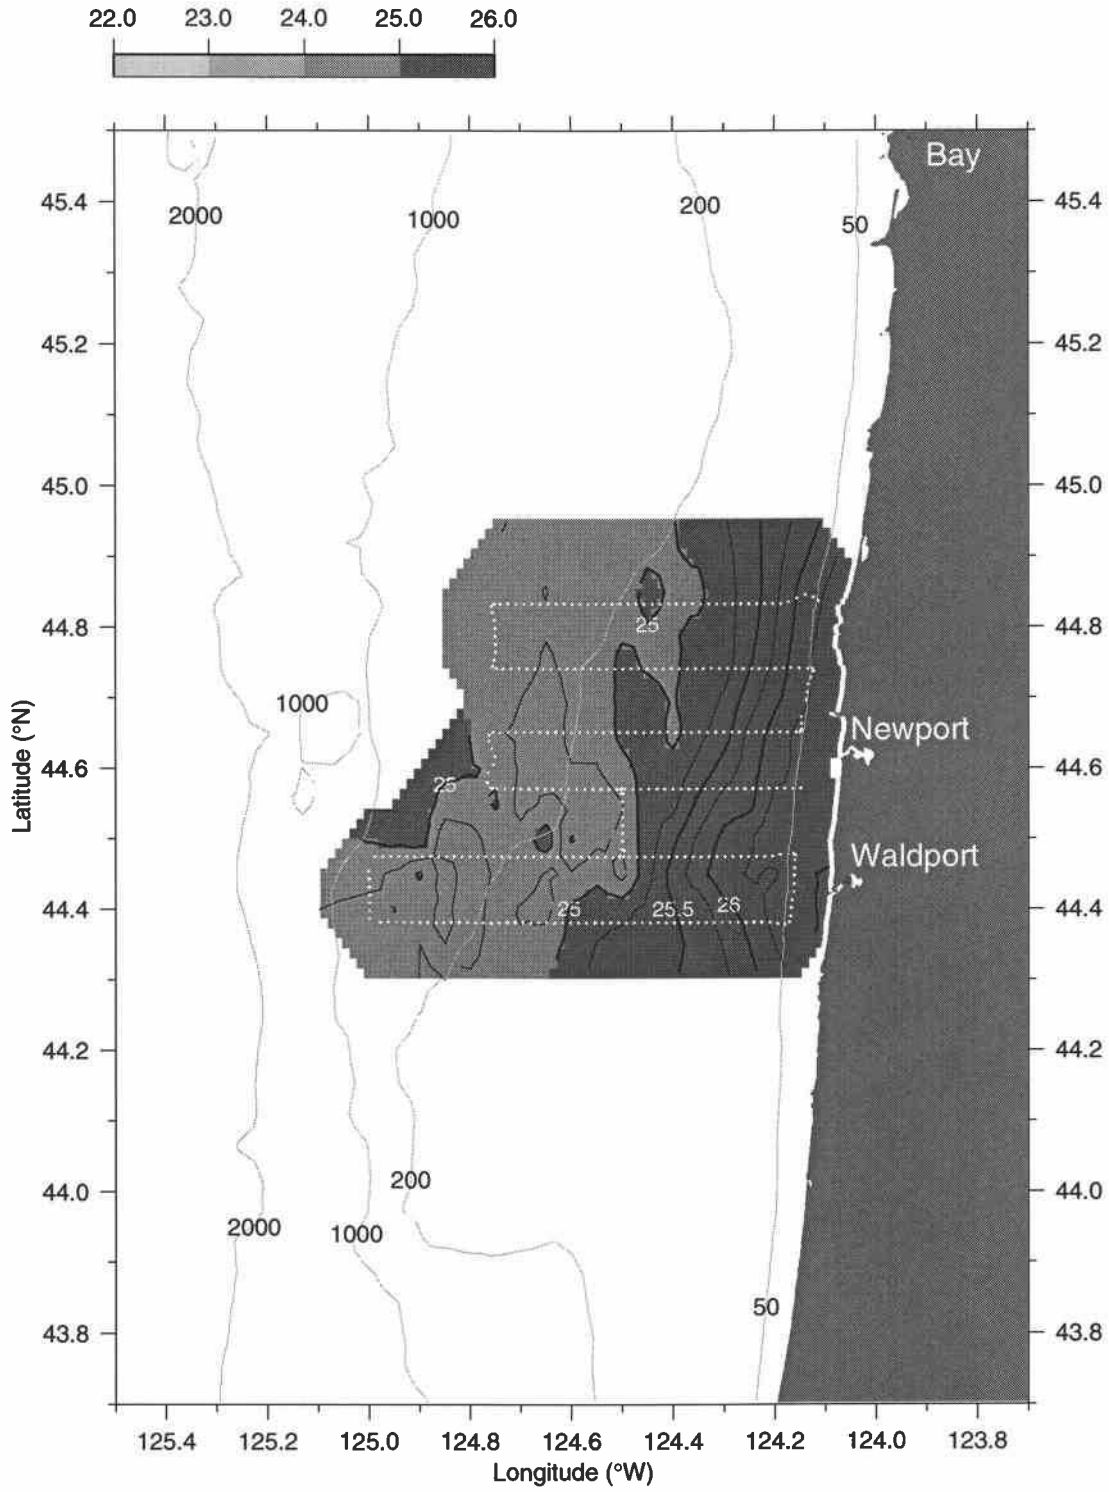 22.0 23.0 24.0 25.0 26.0
Bay
45.4 2000 1000 200 50 45.4
45.2 45.2
45.0 45.0
44.8 25 44.8
1000 Newport
44.6 25 44.6
Waldport
44.4 25 25.5 26 44.4
44.2 44.2
44.0 200 44.0
2000 1000
43.8 50 43.8
125.4 125.2 125.0 124.8 124.6 124.4 124.2 124.0 123.8
Longitude (°W)
Latitude (°N)